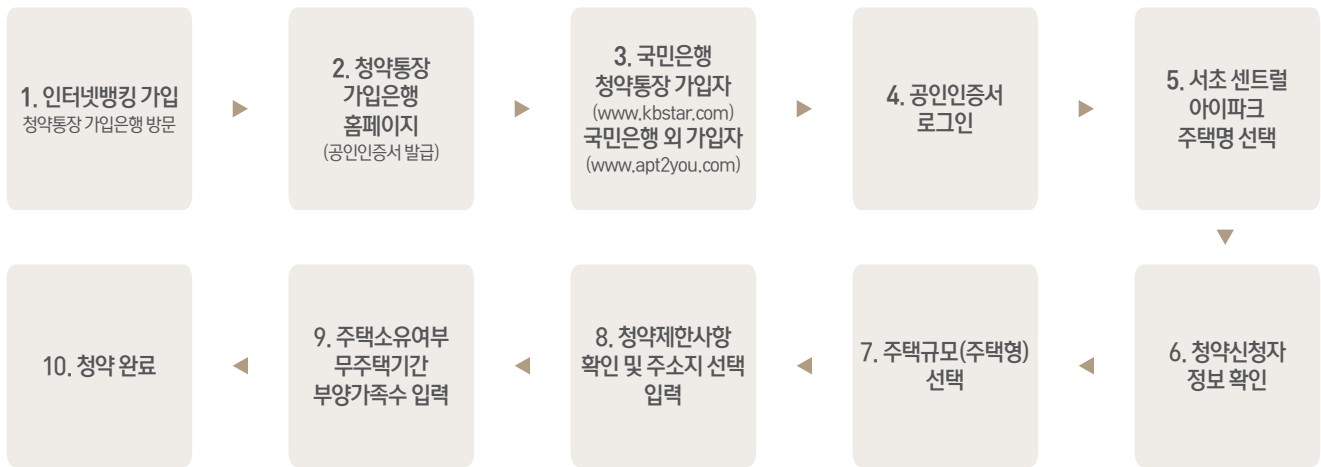 1. 인터넷뱅킹 가입
청약통장 가입은행 방문
2. 청약통장
가입은행
홈페이지
(공인인증서 발급)
3. 국민은행
청약통장 가입자
(www.kbstar.com)
국민은행 외 가입자
(www.apt2you.com)
4. 공인인증서
로그인
5. 서초 센트럴
아이파크
주택명 선택
6. 청약신청자
정보 확인
7. 주택규모(주택형)
선택
8. 청약제한사항
확인 및 주소지 선택
입력
9. 주택소유여부
무주택기간
부양가족수 입력
10. 청약 완료